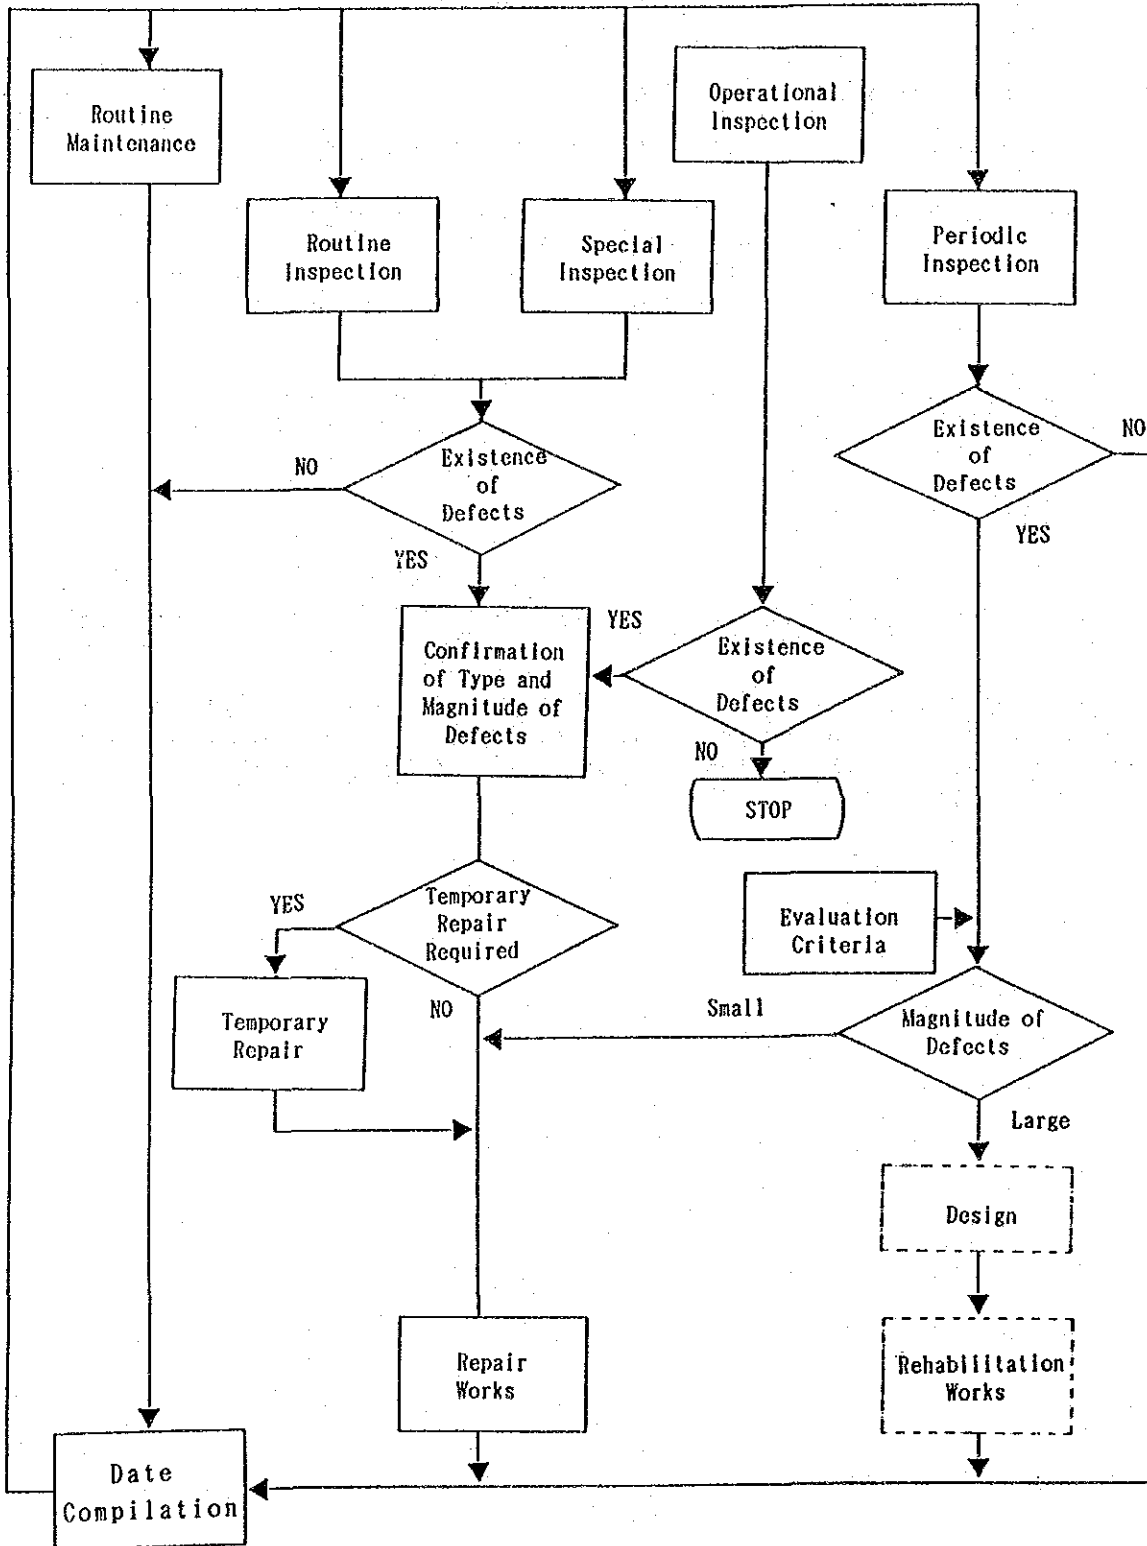 Routine
Maintenance
Operational
Inspection
Routine
Inspection
Special
Inspection
Periodic
Inspection
Existence
of
Defects
NO
YES
Existence
of
Defects
NO
YES
Confirmation
of Type and
Magnitude of
Defects
YES
Existence
of
Defects
NO
STOP
Temporary
Repair
Required
YES
NO
Temporary
Repair
Evaluation
Criteria
Magnitude of
Defects
Small
Large
Design
Repair
Works
Rehabilitation
Works
Date
Compilation